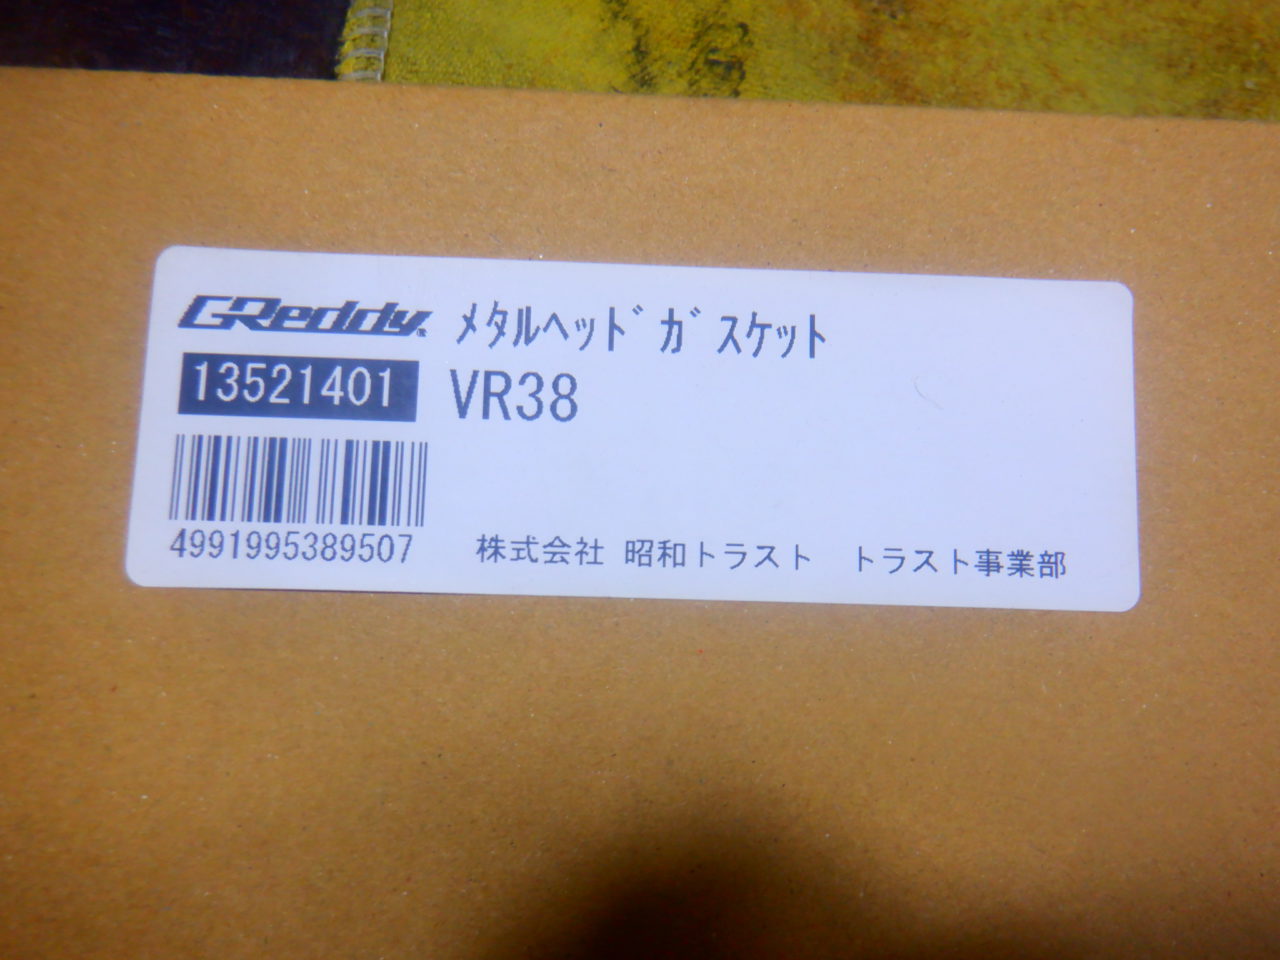 GReddy® ﾒﾀﾙﾍｯﾄﾞｶﾞｽｹｯﾄ
13521401 VR38
4991995389507
株式会社 昭和トラスト　トラスト事業部